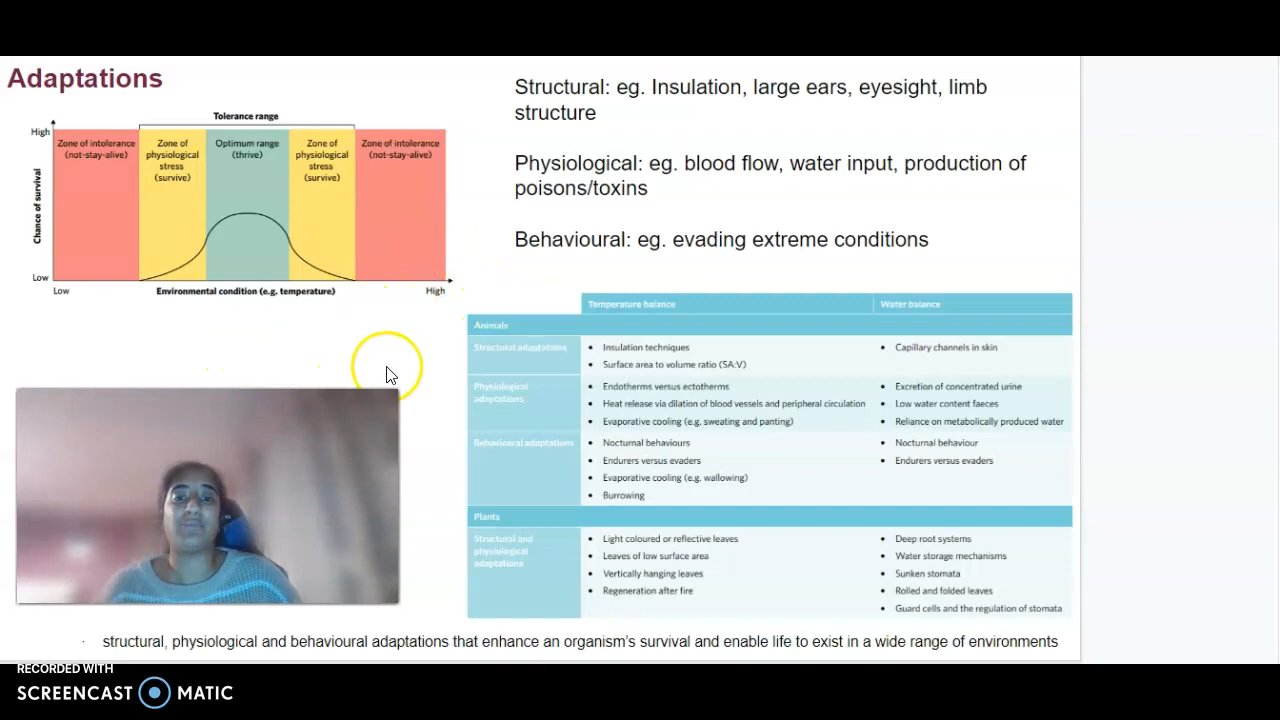 Adaptations
Tolerance range
High
Zone of intolerance
(not-stay-alive)
Zone of
physiological
stress
(survive)
Optimum range
(thrive)
Zone of
physiological
stress
(survive)
Zone of intolerance
(not-stay-alive)
Chance of survival
Low
Low
Environmental condition (e.g. temperature)
High
Structural: eg. Insulation, large ears, eyesight, limb
structure
Physiological: eg. blood flow, water input, production of
poisons/toxins
Behavioural: eg. evading extreme conditions
Temperature balance
Water balance
Animals
Structural adaptations
• Insulation techniques
• Surface area to volume ratio (SA:V)
• Capillary channels in skin
Physiological
adaptations
• Endotherms versus ectotherms
• Heat release via dilation of blood vessels and peripheral circulation
• Evaporative cooling (e.g. sweating and panting)
• Excretion of concentrated urine
• Low water content faeces
• Reliance on metabolically produced water
Behavioural adaptations
• Nocturnal behaviours
• Endurers versus evaders
• Evaporative cooling (e.g. wallowing)
• Burrowing
• Nocturnal behaviour
• Endurers versus evaders
Plants
Structural and
physiological
adaptations
• Light coloured or reflective leaves
• Leaves of low surface area
• Vertically hanging leaves
• Regeneration after fire
• Deep root systems
• Water storage mechanisms
• Sunken stomata
• Rolled and folded leaves
• Guard cells and the regulation of stomata
· structural, physiological and behavioural adaptations that enhance an organism's survival and enable life to exist in a wide range of environments
RECORDED WITH
SCREENCAST MATIC